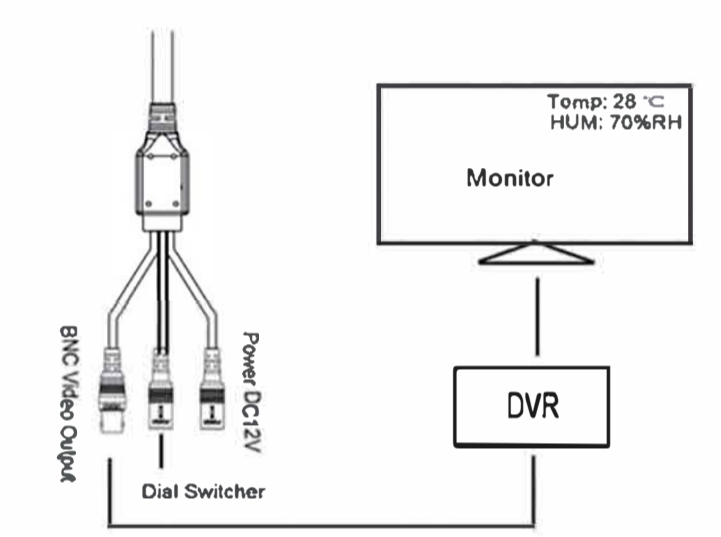 Tomp: 28 °C
HUM: 70%RH
Monitor
BNC Video Output
Power DC12V
DVR
Dial Switcher